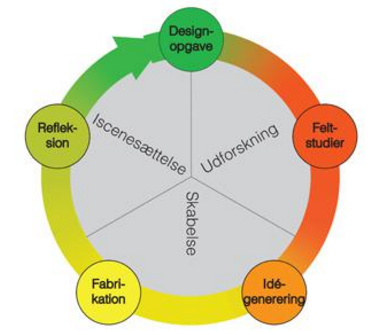 Design-
opgave
Felt-
studier
Idé-
generering
Fabri-
kation
Reflek-
sion
Iscenesættelse
Udforskning
Skabelse